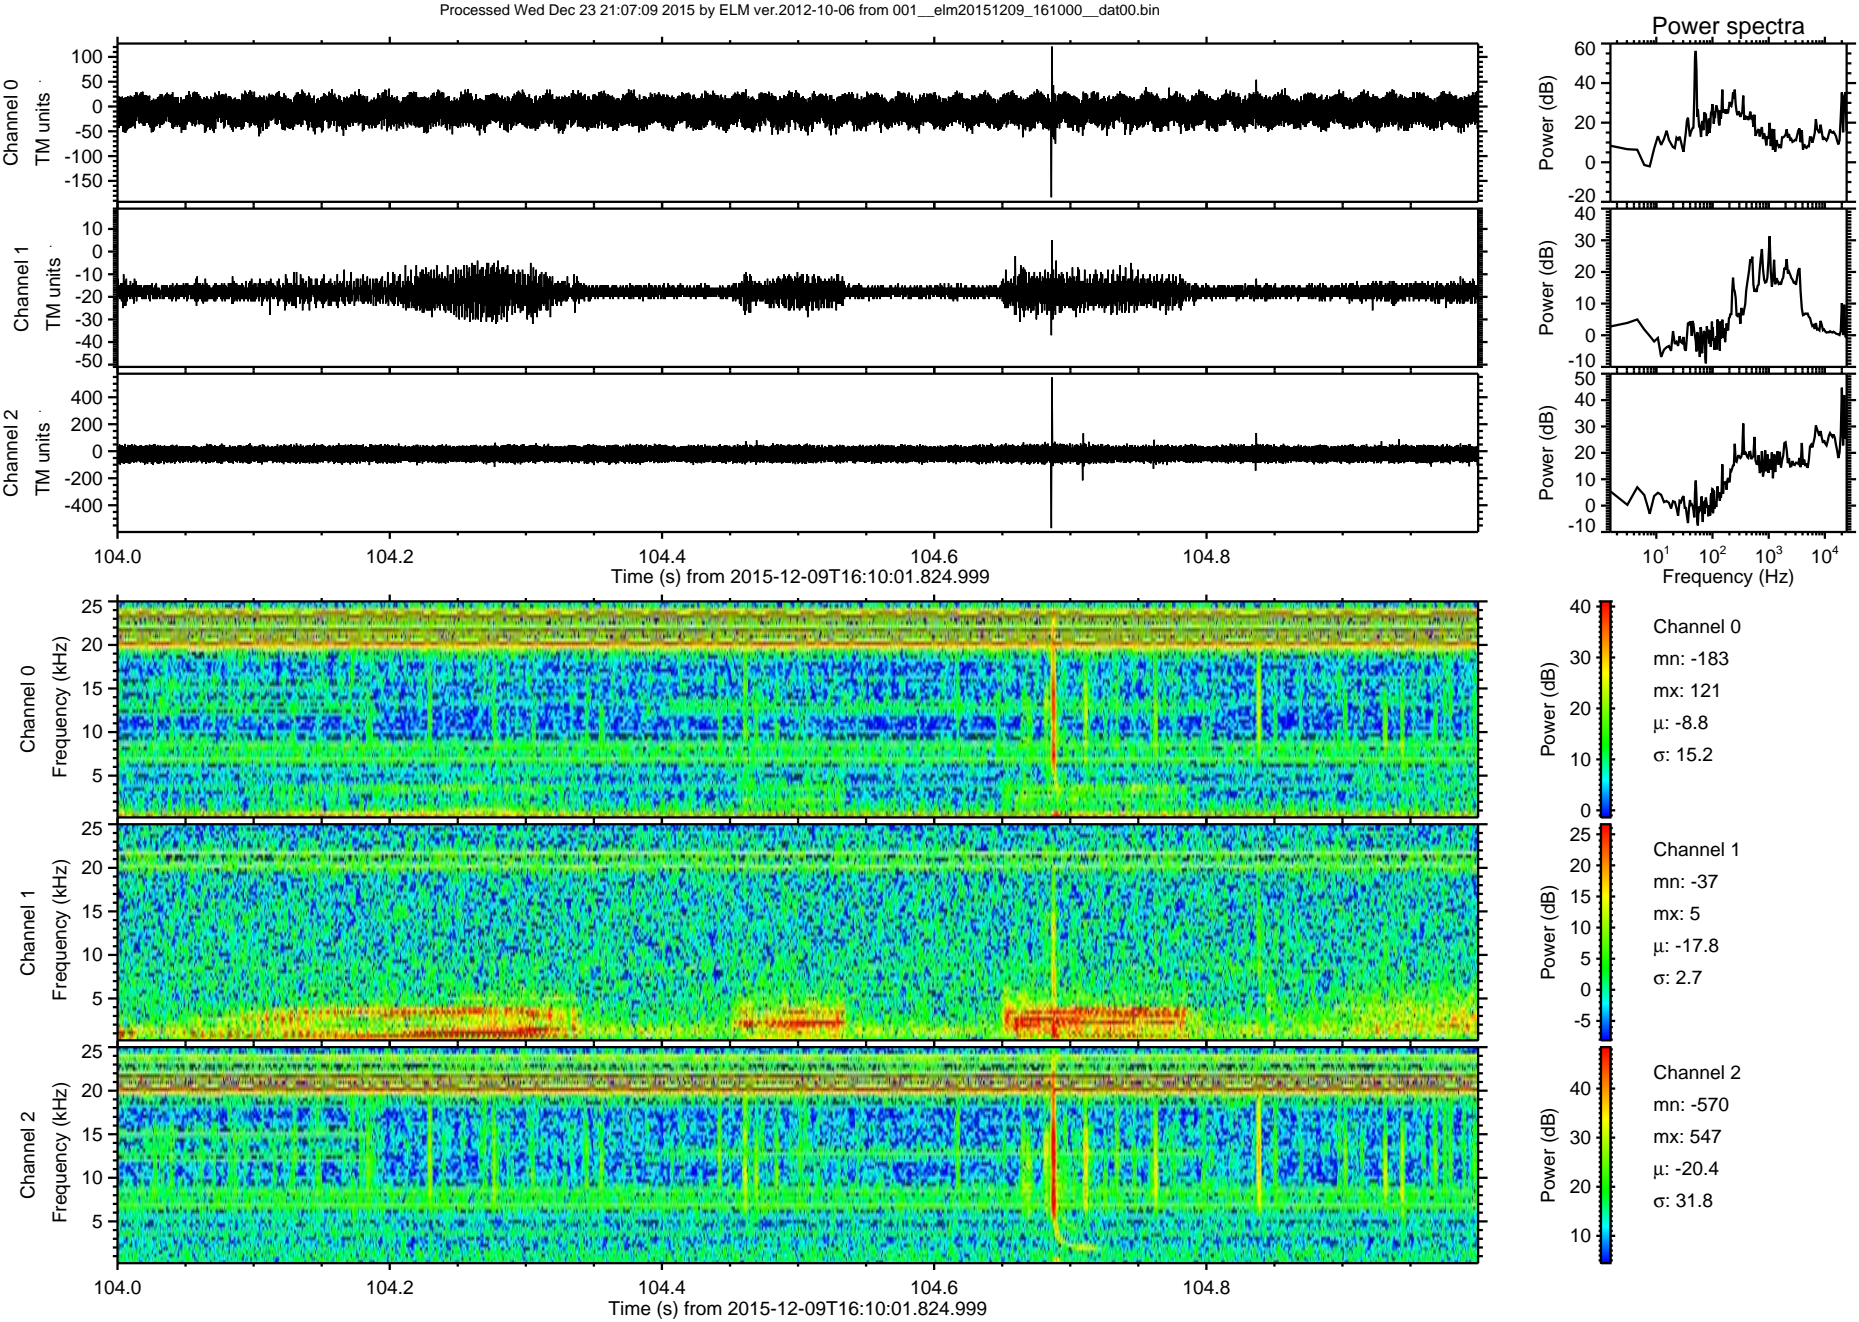 Processed Wed Dec 23 21:07:09 2015 by ELM ver.2012-10-06 from 001__elm20151209_161000__dat00.bin
Power spectra
Channel 0
TM units
100
50
0
-50
-100
-150
Power (dB)
60
40
20
0
-20
Channel 1
TM units
10
0
-10
-20
-30
-40
-50
Power (dB)
40
30
20
10
0
-10
Channel 2
TM units
400
200
0
-200
-400
Power (dB)
50
40
30
20
10
0
-10
104.0 104.2 104.4 104.6 104.8
Time (s) from 2015-12-09T16:10:01.824.999
10^1 10^2 10^3 10^4
Frequency (Hz)
Channel 0
Frequency (kHz)
25
20
15
10
5
Power (dB)
40
30
20
10
0
Channel 0
mn: -183
mx: 121
μ: -8.8
σ: 15.2
Channel 1
Frequency (kHz)
25
20
15
10
5
Power (dB)
25
20
15
10
5
0
-5
Channel 1
mn: -37
mx: 5
μ: -17.8
σ: 2.7
Channel 2
Frequency (kHz)
25
20
15
10
5
Power (dB)
40
30
20
10
Channel 2
mn: -570
mx: 547
μ: -20.4
σ: 31.8
104.0 104.2 104.4 104.6 104.8
Time (s) from 2015-12-09T16:10:01.824.999